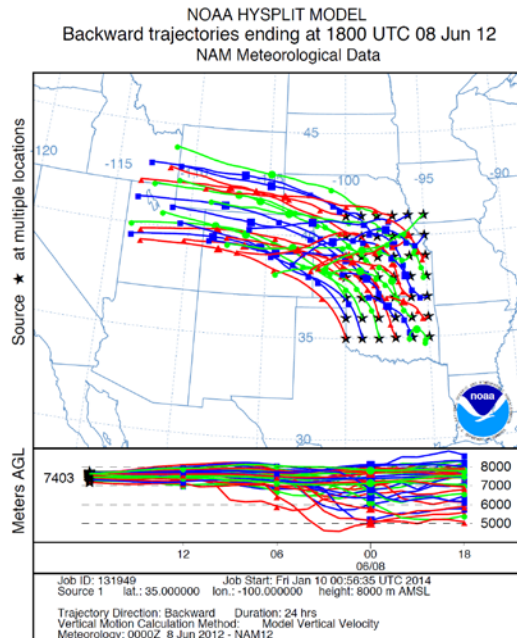 NOAA HYSPLIT MODEL
Backward trajectories ending at 1800 UTC 08 Jun 12
NAM Meteorological Data
Source ★ at multiple locations
-120
-115
45
-100
-95
-90
35
30
noaa
Meters AGL
7403
8000
7000
6000
5000
12 06 00 18
06/08
Job ID: 131949 Job Start: Fri Jan 10 00:56:35 UTC 2014
Source 1 lat.: 35.000000 lon.: -100.000000 height: 8000 m AMSL
Trajectory Direction: Backward Duration: 24 hrs
Vertical Motion Calculation Method: Model Vertical Velocity
Meteorology: 0000Z 8 Jun 2012 - NAM12